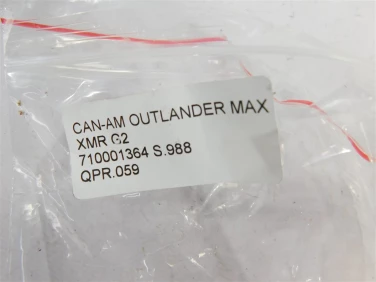 CAN-AM OUTLANDER MAX
XMR G2
710001364 S.988
QPR.059